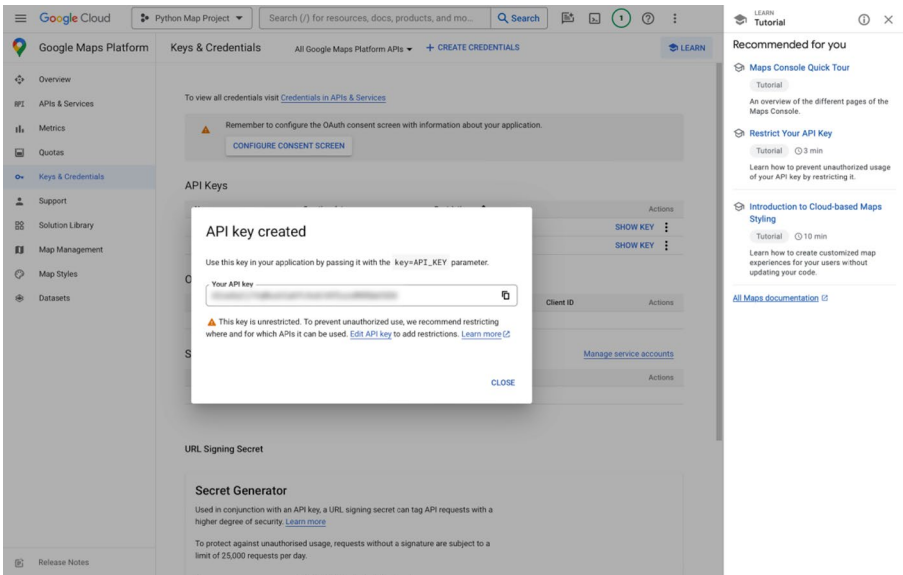 Google Cloud
Python Map Project
Search (/) for resources, docs, products, and mo...
Search
1
LEARN
Tutorial
Google Maps Platform
Overview
APIs & Services
Metrics
Quotas
Keys & Credentials
Support
Solution Library
Map Management
Map Styles
Datasets
Release Notes
Keys & Credentials
All Google Maps Platform APIs
+ CREATE CREDENTIALS
LEARN
To view all credentials visit Credentials in APIs & Services
Remember to configure the OAuth consent screen with information about your application.
CONFIGURE CONSENT SCREEN
API Keys
Actions
SHOW KEY
SHOW KEY
Client ID
Actions
Manage service accounts
Actions
API key created
Use this key in your application by passing it with the key=API_KEY parameter.
Your API key
This key is unrestricted. To prevent unauthorized use, we recommend restricting
where and for which APIs it can be used. Edit API key to add restrictions. Learn more
CLOSE
URL Signing Secret
Secret Generator
Used in conjunction with an API key, a URL signing secret can tag API requests with a
higher degree of security. Learn more
To protect against unauthorised usage, requests without a signature are subject to a
limit of 25,000 requests per day.
Recommended for you
Maps Console Quick Tour
Tutorial
An overview of the different pages of the
Maps Console.
Restrict Your API Key
Tutorial 3 min
Learn how to prevent unauthorized usage
of your API key by restricting it.
Introduction to Cloud-based Maps
Styling
Tutorial 10 min
Learn how to create customized map
experiences for your users without
updating your code.
All Maps documentation